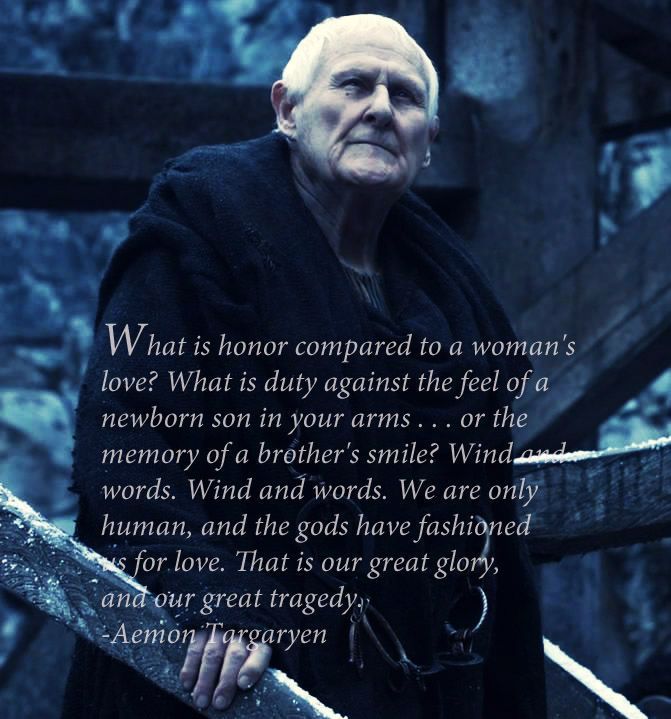 What is honor compared to a woman's
love? What is duty against the feel of a
newborn son in your arms . . . or the
memory of a brother's smile? Wind and
words. Wind and words. We are only
human, and the gods have fashioned
us for love. That is our great glory,
and our great tragedy.
-Aemon Targaryen